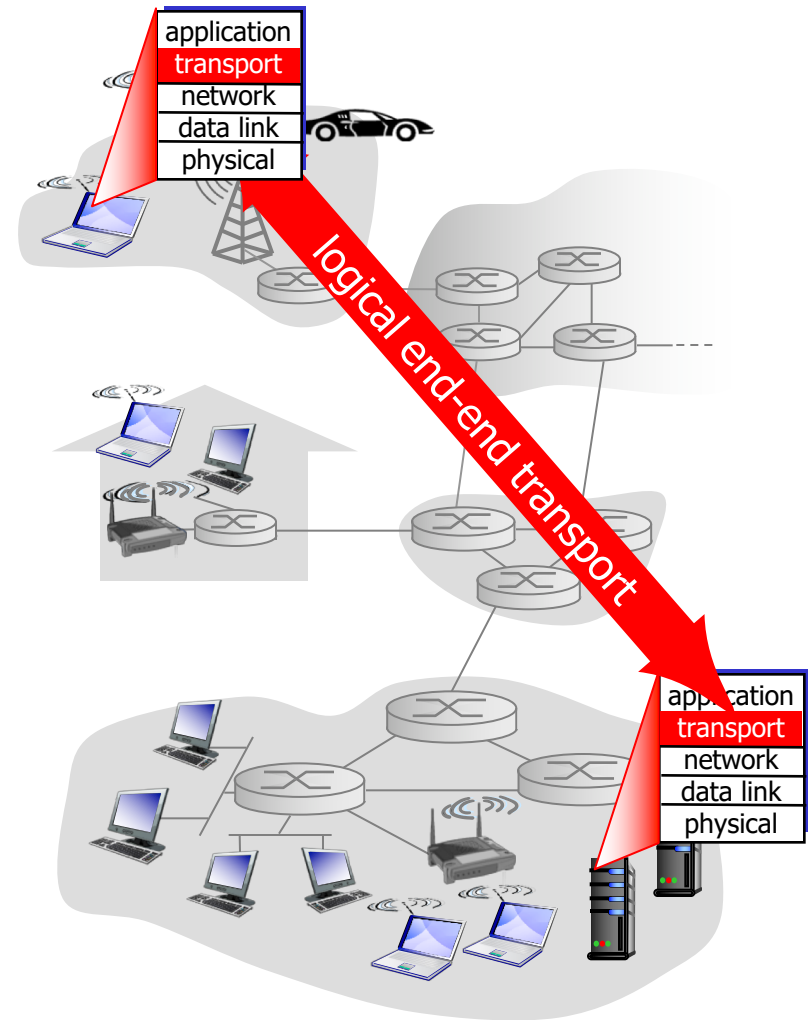 application
transport
network
data link
physical
logical end-end transport
application
transport
network
data link
physical